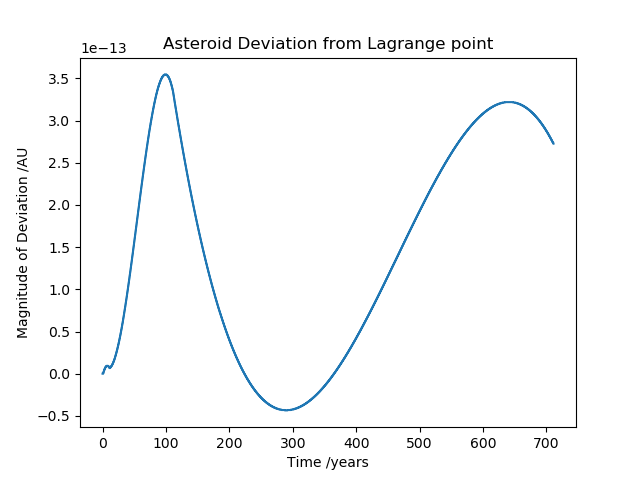 Asteroid Deviation from Lagrange point
1e−13
3.5
3.0
2.5
2.0
1.5
1.0
0.5
0.0
−0.5
Magnitude of Deviation /AU
0 100 200 300 400 500 600 700
Time /years